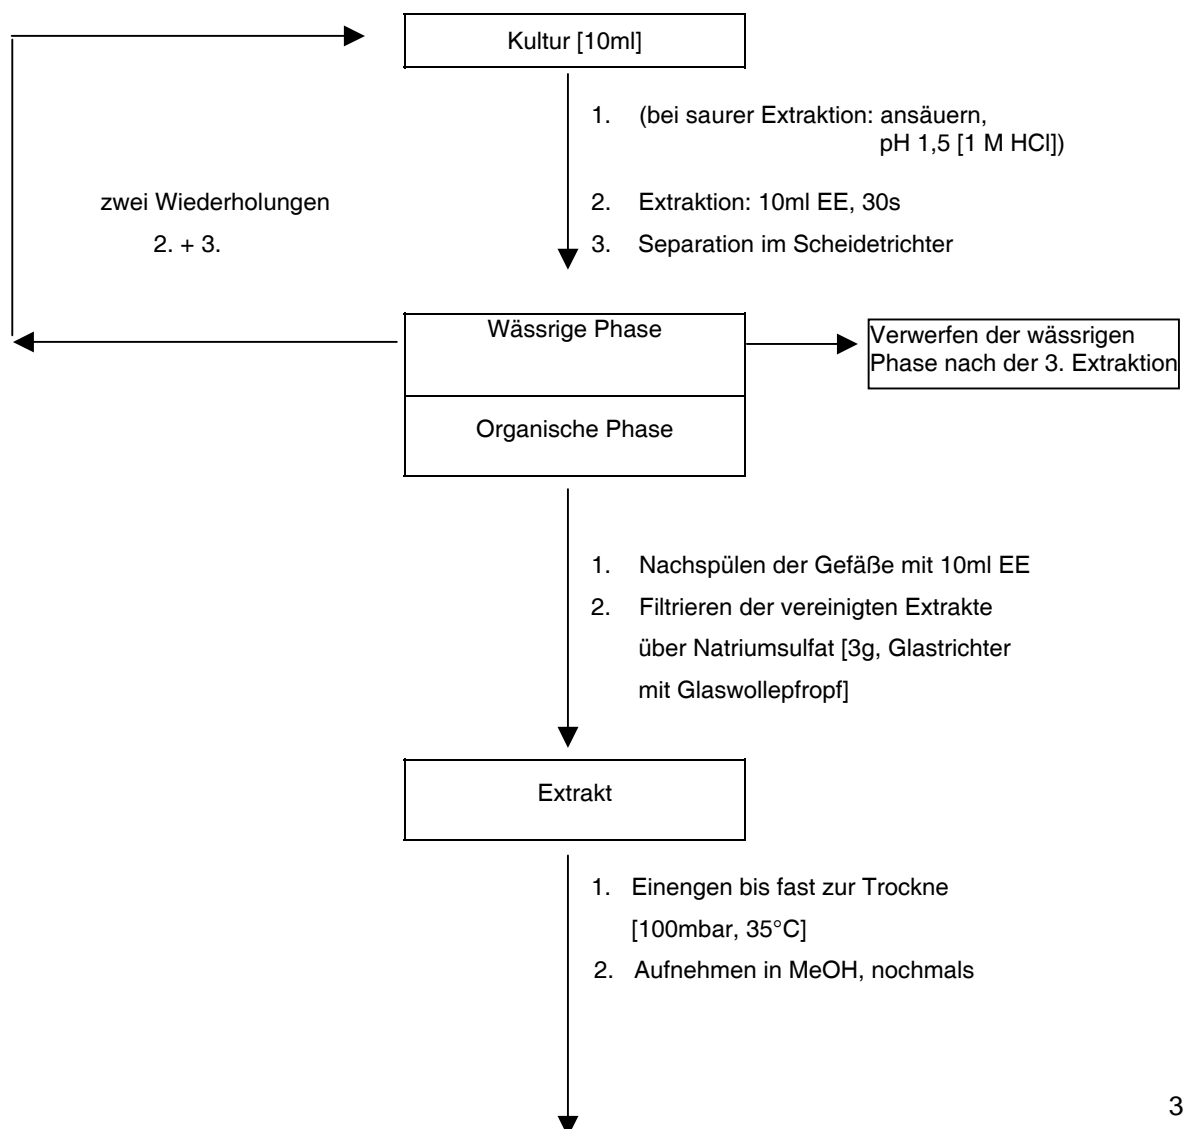 Kultur [10ml]
1. (bei saurer Extraktion: ansäuern,
pH 1,5 [1 M HCl])
zwei Wiederholungen
2. + 3.
2. Extraktion: 10ml EE, 30s
3. Separation im Scheidetrichter
Wässrige Phase
Verwerfen der wässrigen
Phase nach der 3. Extraktion
Organische Phase
1. Nachspülen der Gefäße mit 10ml EE
2. Filtrieren der vereinigten Extrakte
über Natriumsulfat [3g, Glastrichter
mit Glaswollepfropf]
Extrakt
1. Einengen bis fast zur Trockne
[100mbar, 35°C]
2. Aufnehmen in MeOH, nochmals
3